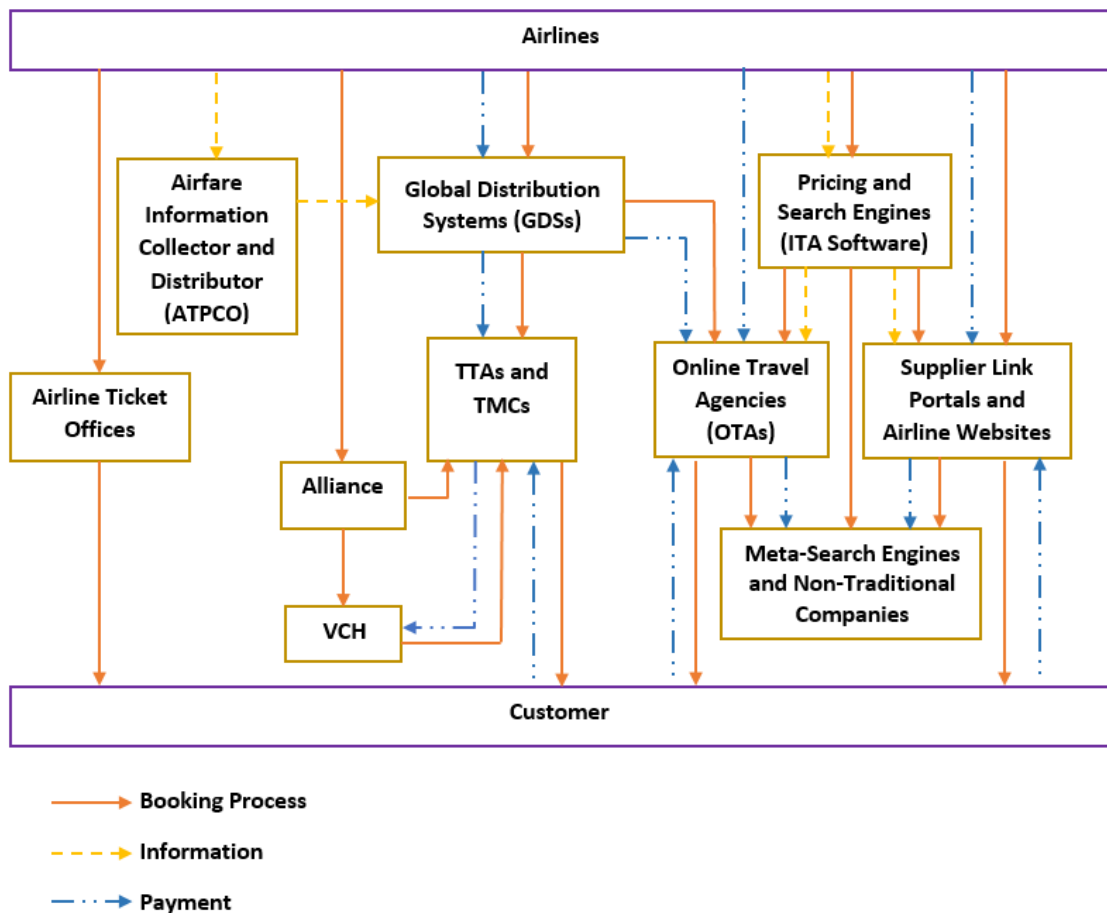 Airlines
Airfare
Information
Collector and
Distributor
(ATPCO)
Global Distribution
Systems (GDSs)
Pricing and
Search Engines
(ITA Software)
Airline Ticket
Offices
TTAs and
TMCs
Online Travel
Agencies
(OTAs)
Supplier Link
Portals and
Airline Websites
Alliance
Meta-Search Engines
and Non-Traditional
Companies
VCH
Customer
Booking Process
Information
Payment